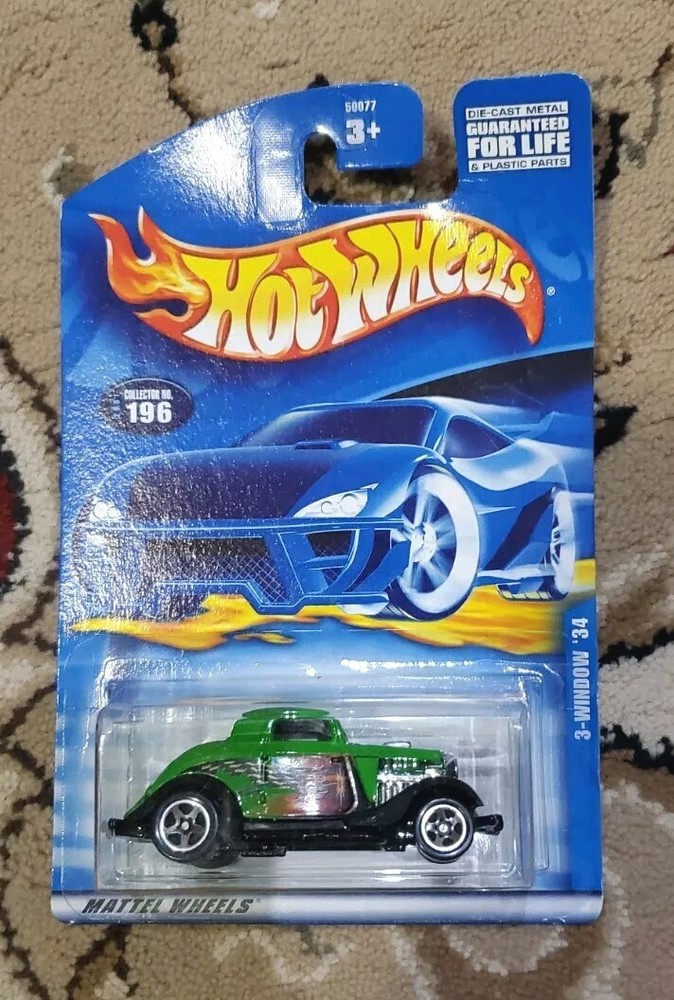 50077
3+
DIE-CAST METAL
GUARANTEED
FOR LIFE
& PLASTIC PARTS
HOT WHEELS®
COLLECTOR NO.
196
3-WINDOW '34
MATTEL WHEELS